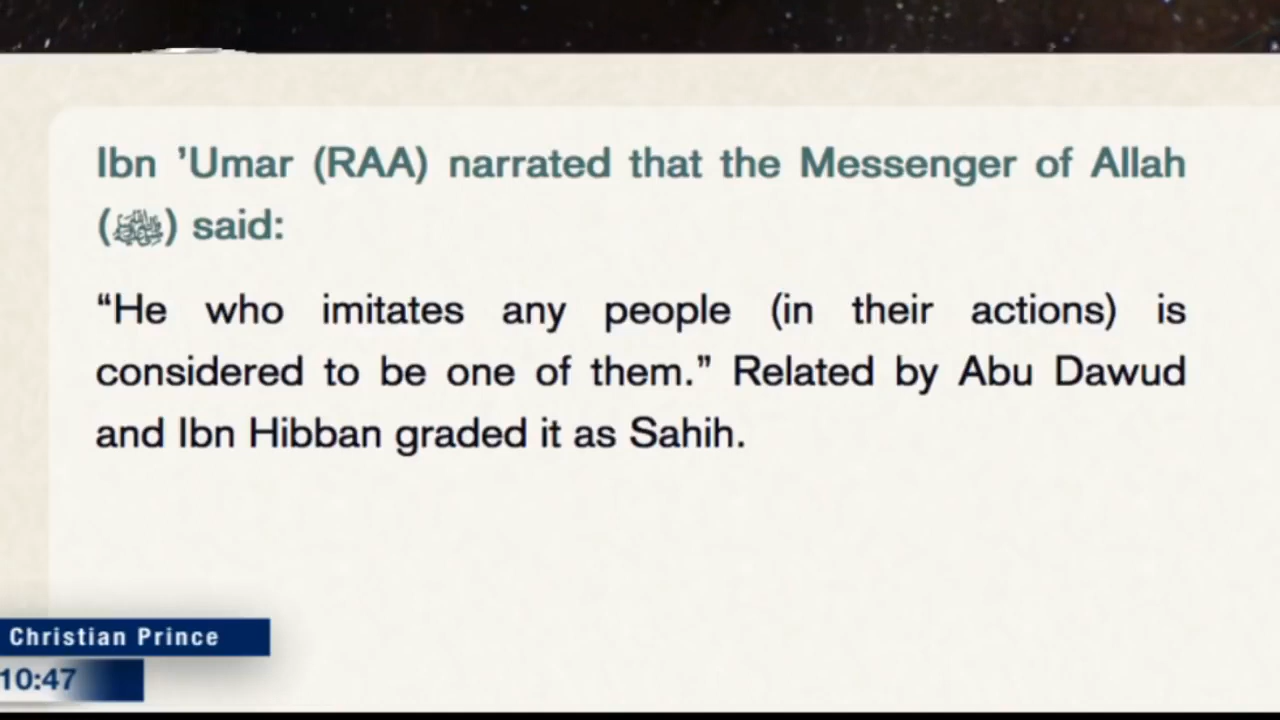 Ibn ’Umar (RAA) narrated that the Messenger of Allah
(ﷺ) said:
“He who imitates any people (in their actions) is
considered to be one of them.” Related by Abu Dawud
and Ibn Hibban graded it as Sahih.
Christian Prince
10:47